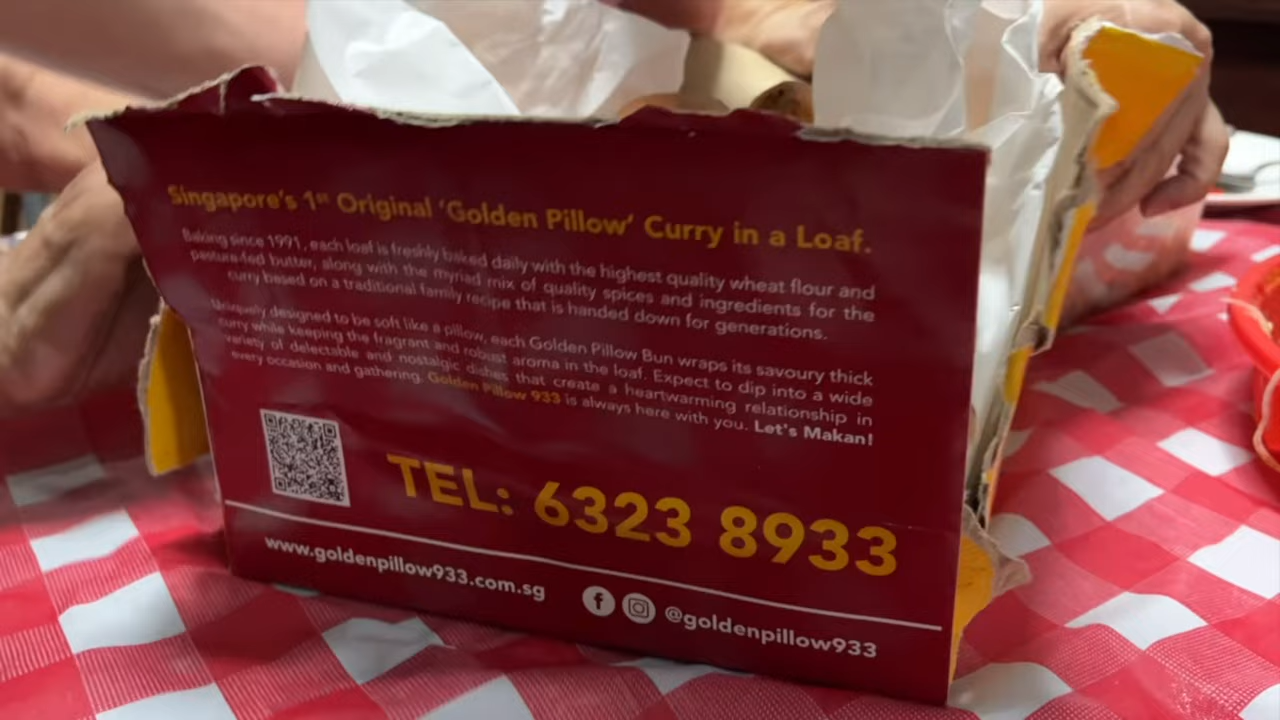 Singapore's 1st Original 'Golden Pillow' Curry in a Loaf.
Baking since 1991, each loaf is freshly baked daily with the highest quality wheat flour and
pasture-fed butter, along with the myriad mix of quality spices and ingredients for the
curry based on a traditional family recipe that is handed down for generations.
Uniquely designed to be soft like a pillow, each Golden Pillow Bun wraps its savoury thick
curry while keeping the fragrant and robust aroma in the loaf. Expect to dip into a wide
variety of delectable and nostalgic dishes that create a heartwarming relationship in
every occasion and gathering. Golden Pillow 933 is always here with you. Let's Makan!
TEL: 6323 8933
www.goldenpillow933.com.sg
@goldenpillow933